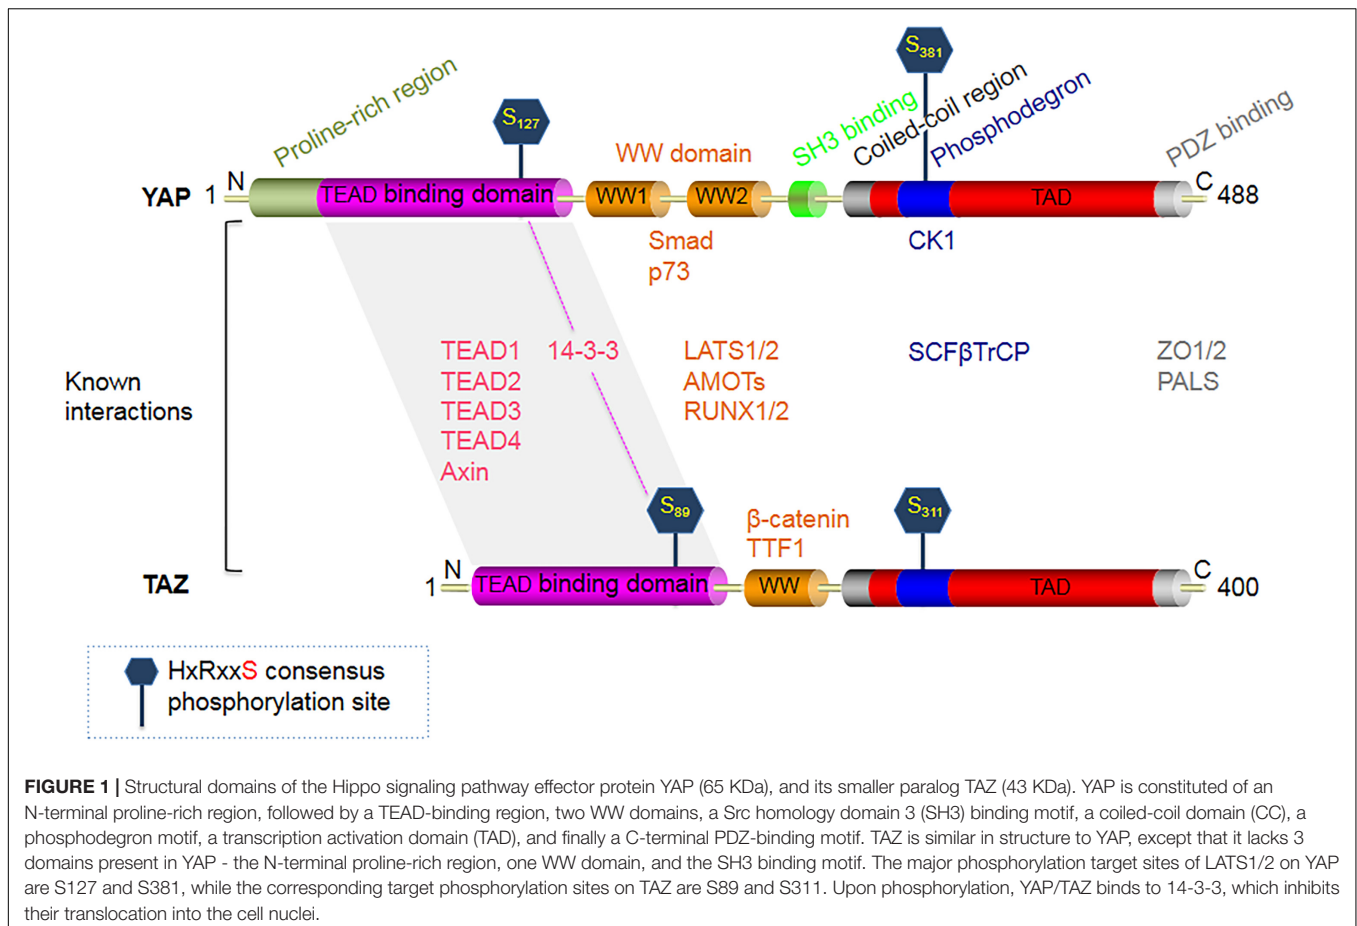 S381
Proline-rich region
S127
SH3 binding
Coiled-coil region
Phosphodegron
PDZ binding
WW domain
YAP 1 N TEAD binding domain WW1 WW2 TAD C 488
Smad
p73
CK1
Known
interactions
TEAD1 14-3-3
TEAD2
TEAD3
TEAD4
Axin
LATS1/2
AMOTs
RUNX1/2
SCFβTrCP
ZO1/2
PALS
S89
β-catenin
TTF1
S311
TAZ 1 N TEAD binding domain WW TAD C 400
HxRxxS consensus
phosphorylation site
FIGURE 1 | Structural domains of the Hippo signaling pathway effector protein YAP (65 KDa), and its smaller paralog TAZ (43 KDa). YAP is constituted of an
N-terminal proline-rich region, followed by a TEAD-binding region, two WW domains, a Src homology domain 3 (SH3) binding motif, a coiled-coil domain (CC), a
phosphodegron motif, a transcription activation domain (TAD), and finally a C-terminal PDZ-binding motif. TAZ is similar in structure to YAP, except that it lacks 3
domains present in YAP - the N-terminal proline-rich region, one WW domain, and the SH3 binding motif. The major phosphorylation target sites of LATS1/2 on YAP
are S127 and S381, while the corresponding target phosphorylation sites on TAZ are S89 and S311. Upon phosphorylation, YAP/TAZ binds to 14-3-3, which inhibits
their translocation into the cell nuclei.